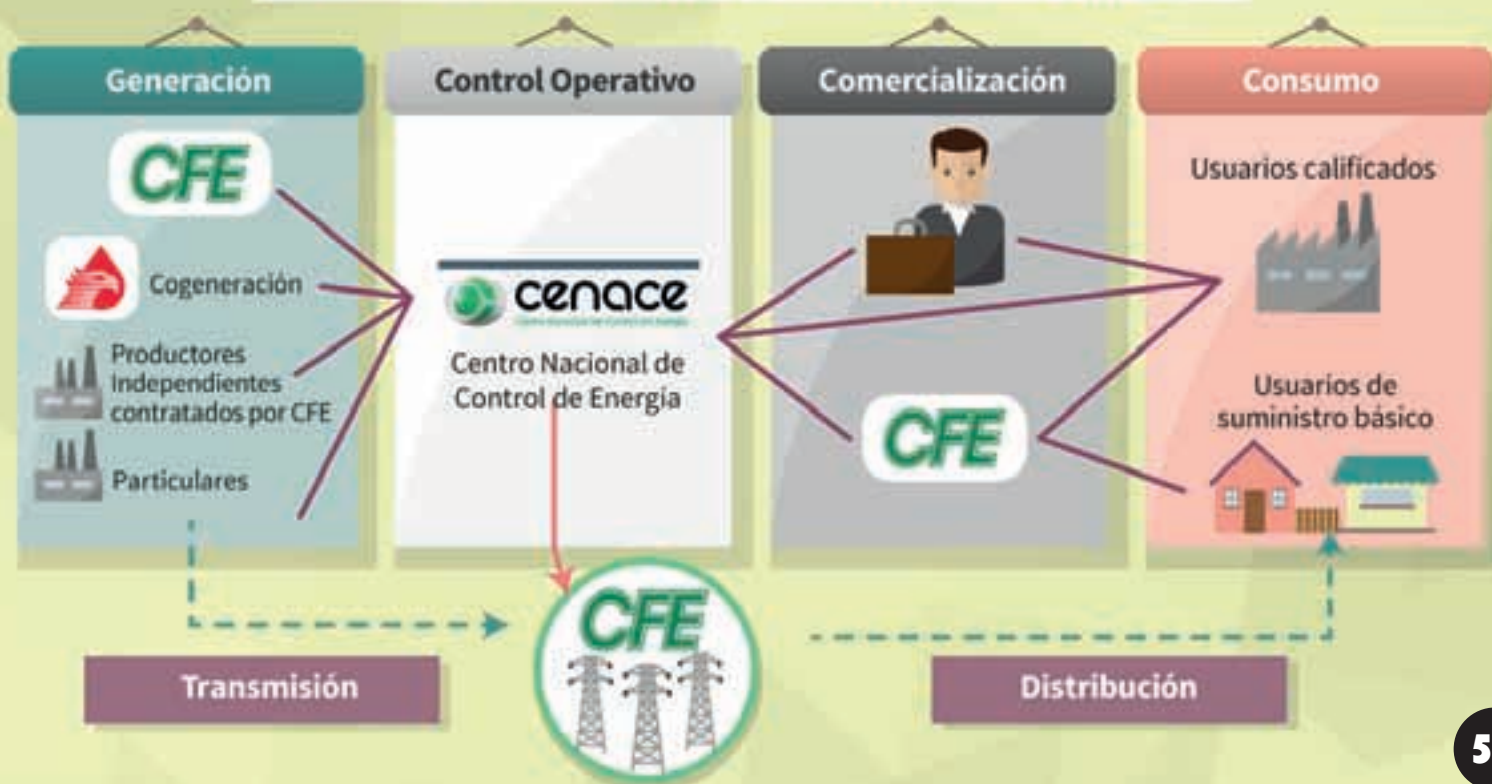 Generación
CFE
Cogeneración
Productores
Independientes
contratados por CFE
Particulares
Control Operativo
cenace
Centro Nacional de
Control de Energía
Comercialización
CFE
Consumo
Usuarios calificados
Usuarios de
suministro básico
Transmisión
CFE
Distribución
5